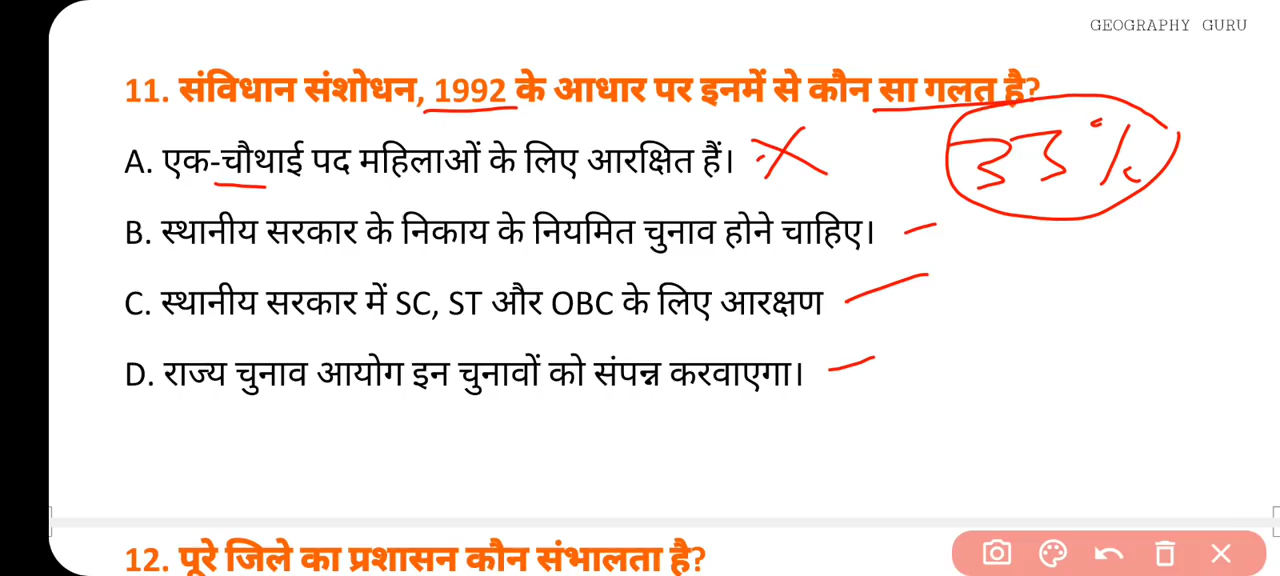 GEOGRAPHY GURU
11. संविधान संशोधन, 1992 के आधार पर इनमें से कौन सा गलत है?
A. एक-चौथाई पद महिलाओं के लिए आरक्षित हैं।
33%
B. स्थानीय सरकार के निकाय के नियमित चुनाव होने चाहिए।
C. स्थानीय सरकार में SC, ST और OBC के लिए आरक्षण
D. राज्य चुनाव आयोग इन चुनावों को संपन्न करवाएगा।
12. पूरे जिले का प्रशासन कौन संभालता है?